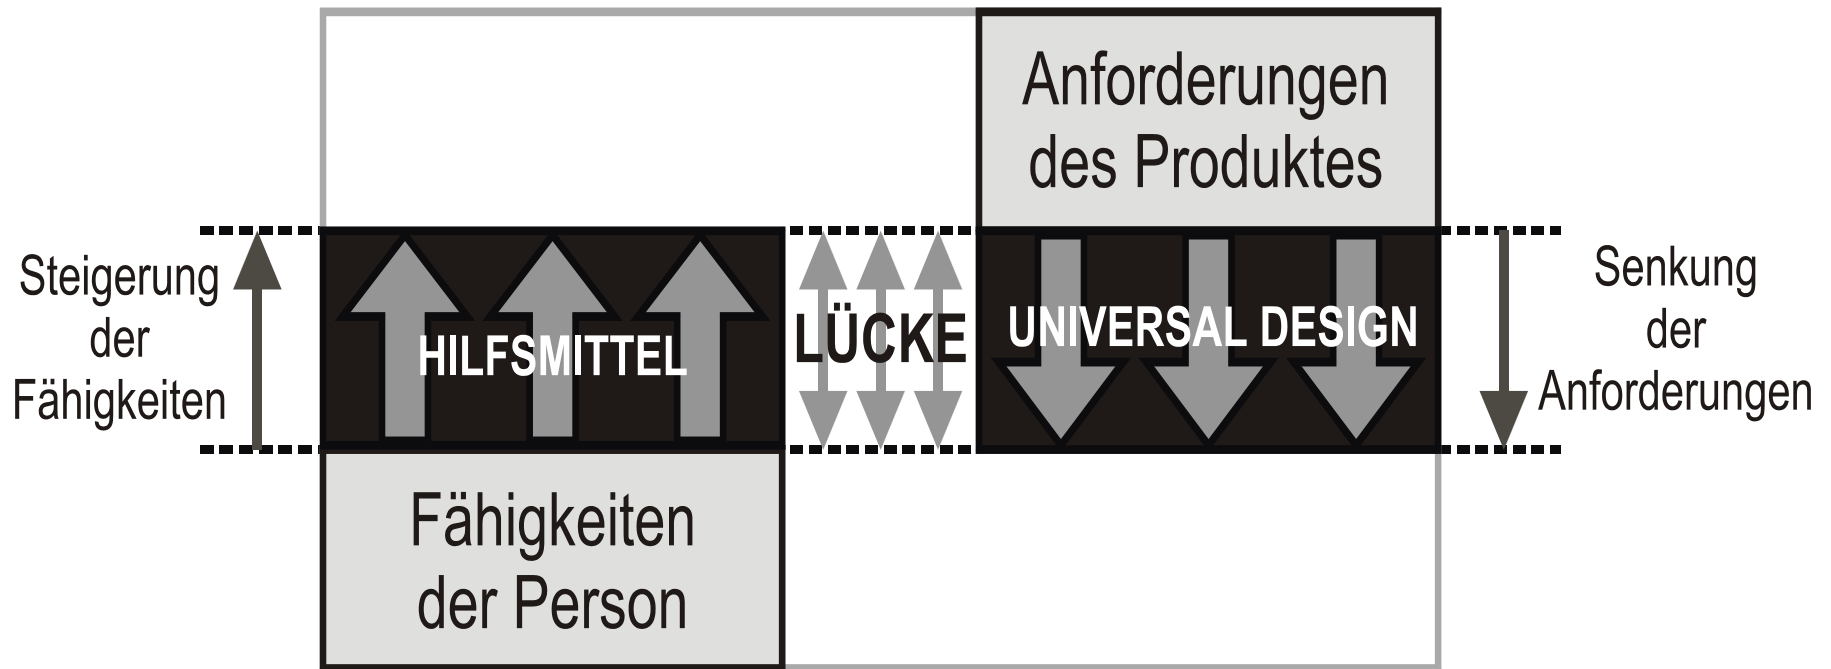 Anforderungen
des Produktes
Steigerung
der
Fähigkeiten
HILFSMITTEL
LÜCKE
UNIVERSAL DESIGN
Senkung
der
Anforderungen
Fähigkeiten
der Person